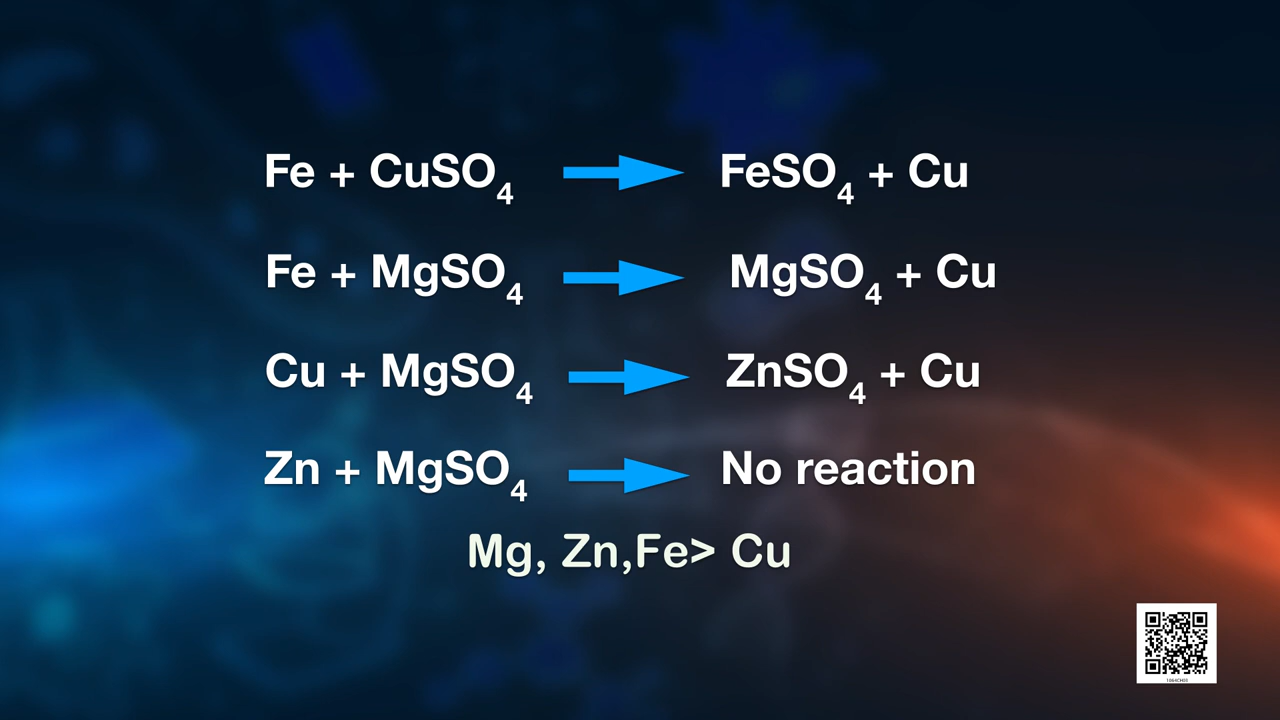 Fe + CuSO₄ → FeSO₄ + Cu
Fe + MgSO₄ → MgSO₄ + Cu
Cu + MgSO₄ → ZnSO₄ + Cu
Zn + MgSO₄ → No reaction
Mg, Zn,Fe> Cu